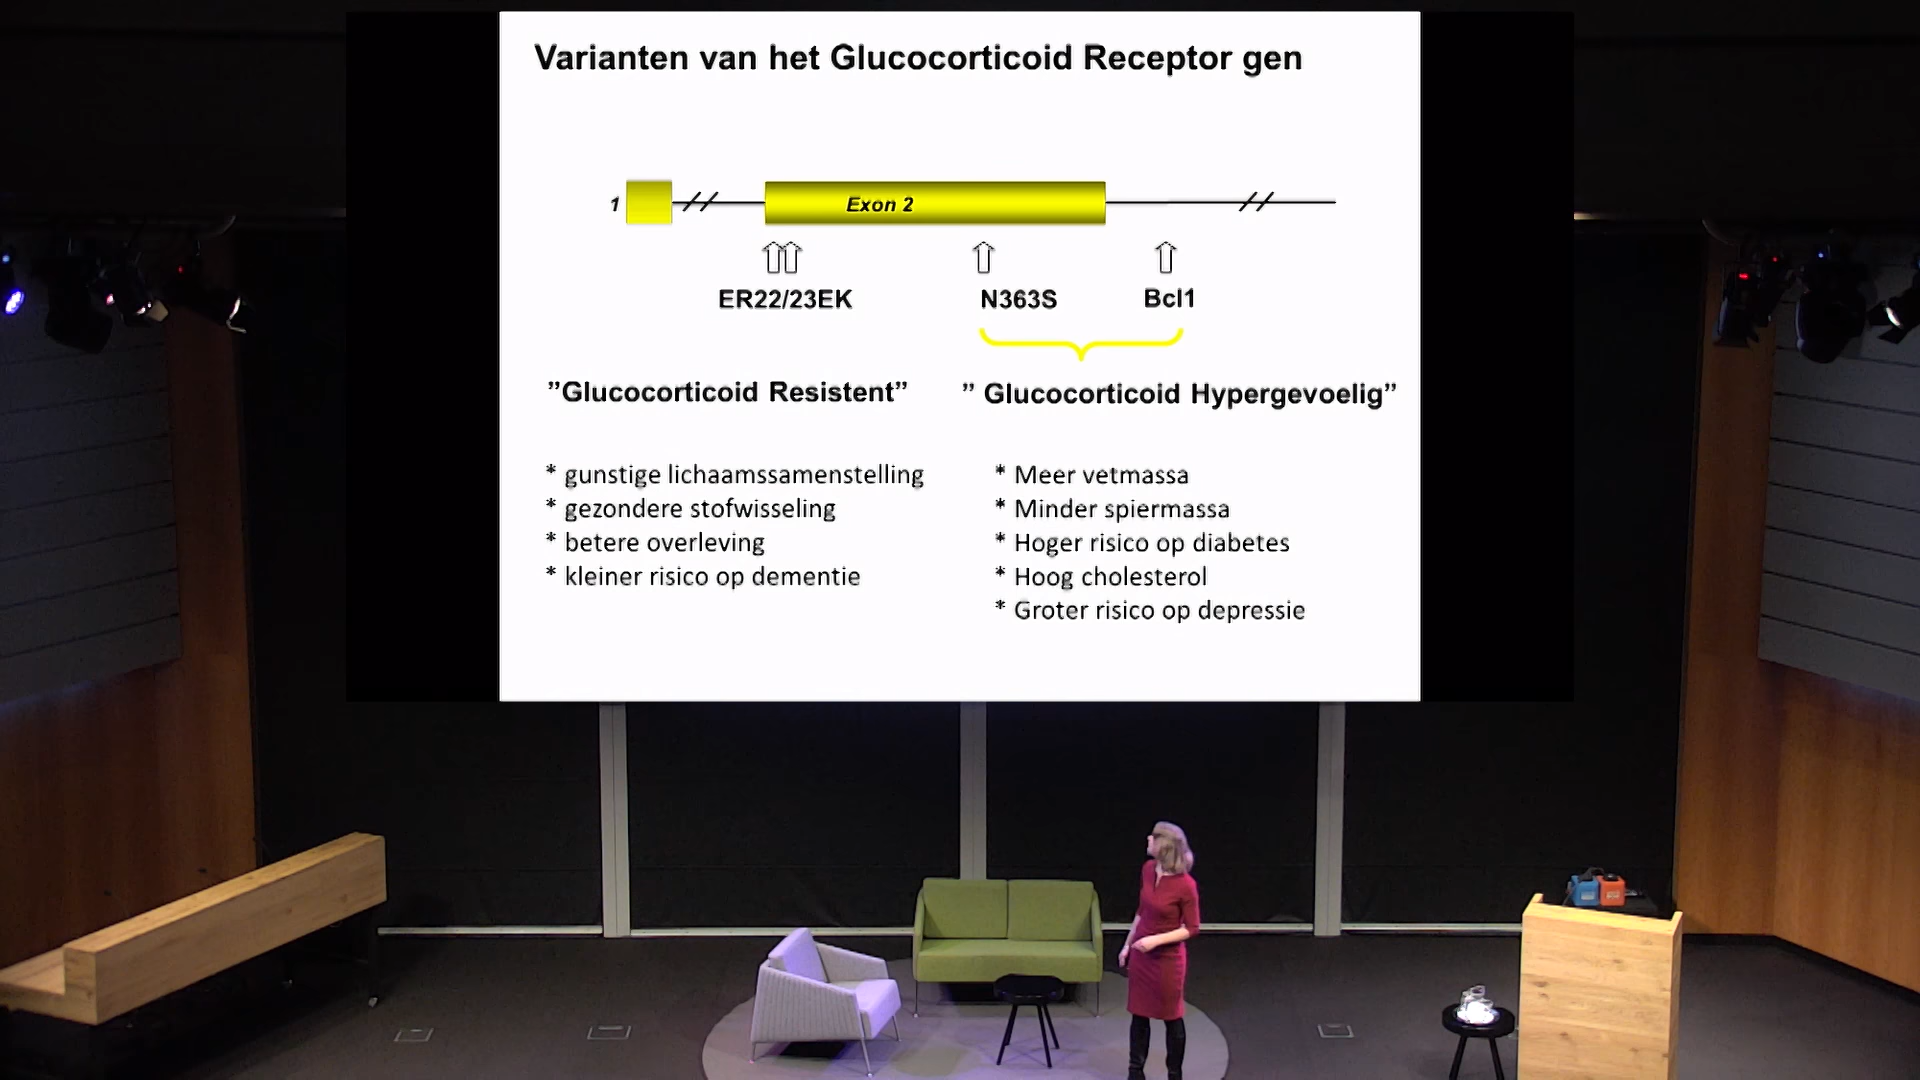 Varianten van het Glucocorticoid Receptor gen
1
Exon 2
ER22/23EK
N363S
Bcl1
”Glucocorticoid Resistent”
” Glucocorticoid Hypergevoelig”
* gunstige lichaamssamenstelling
* gezondere stofwisseling
* betere overleving
* kleiner risico op dementie
* Meer vetmassa
* Minder spiermassa
* Hoger risico op diabetes
* Hoog cholesterol
* Groter risico op depressie